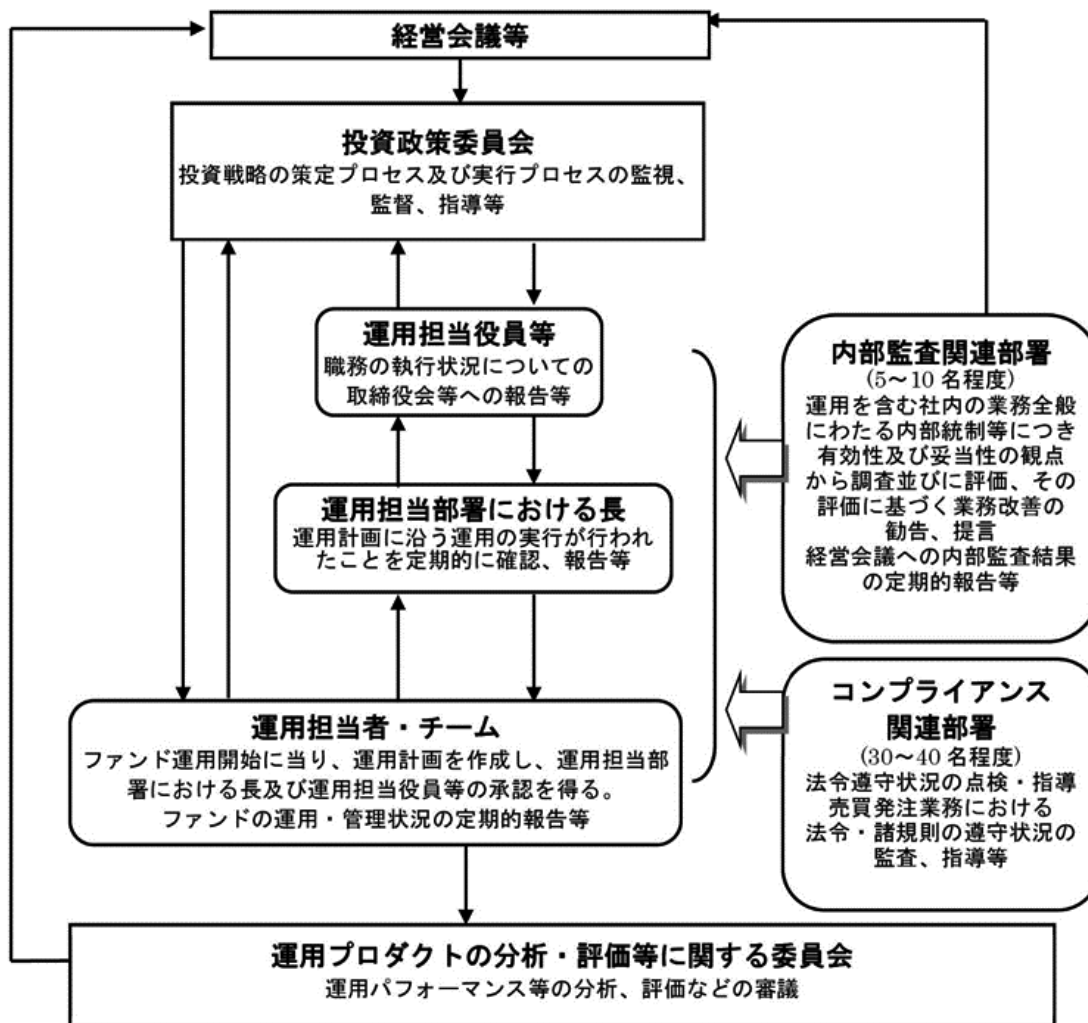 経営会議等
投資政策委員会
投資戦略の策定プロセス及び実行プロセスの監視、
監督、指導等
運用担当役員等
職務の執行状況についての
取締役会等への報告等
運用担当部署における長
運用計画に沿う運用の実行が行われ
たことを定期的に確認、報告等
運用担当者・チーム
ファンド運用開始に当り、運用計画を作成し、運用担当部
署における長及び運用担当役員等の承認を得る。
ファンドの運用・管理状況の定期的報告等
内部監査関連部署
(5～10 名程度)
運用を含む社内の業務全般
にわたる内部統制等につき
有効性及び妥当性の観点
から調査並びに評価、その
評価に基づく業務改善の
勧告、提言
経営会議への内部監査結果
の定期的報告等
コンプライアンス
関連部署
(30～40 名程度)
法令遵守状況の点検・指導
売買発注業務における
法令・諸規則の遵守状況の
監査、指導等
運用プロダクトの分析・評価等に関する委員会
運用パフォーマンス等の分析、評価などの審議